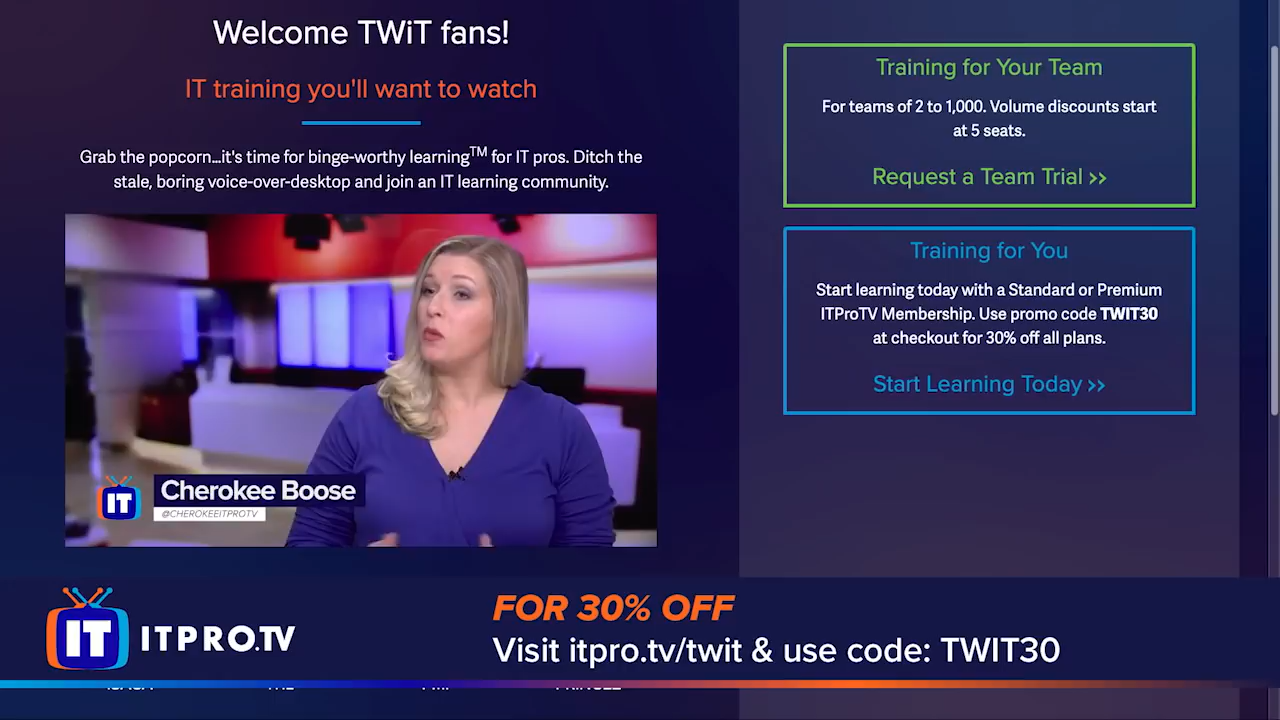 Welcome TWiT fans!
IT training you'll want to watch
Grab the popcorn...it's time for binge-worthy learning™ for IT pros. Ditch the
stale, boring voice-over-desktop and join an IT learning community.
IT
Cherokee Boose
@CHEROKEEITPROTV
Training for Your Team
For teams of 2 to 1,000. Volume discounts start
at 5 seats.
Request a Team Trial >>
Training for You
Start learning today with a Standard or Premium
ITProTV Membership. Use promo code TWIT30
at checkout for 30% off all plans.
Start Learning Today >>
IT ITPRO.TV
FOR 30% OFF
Visit itpro.tv/twit & use code: TWIT30